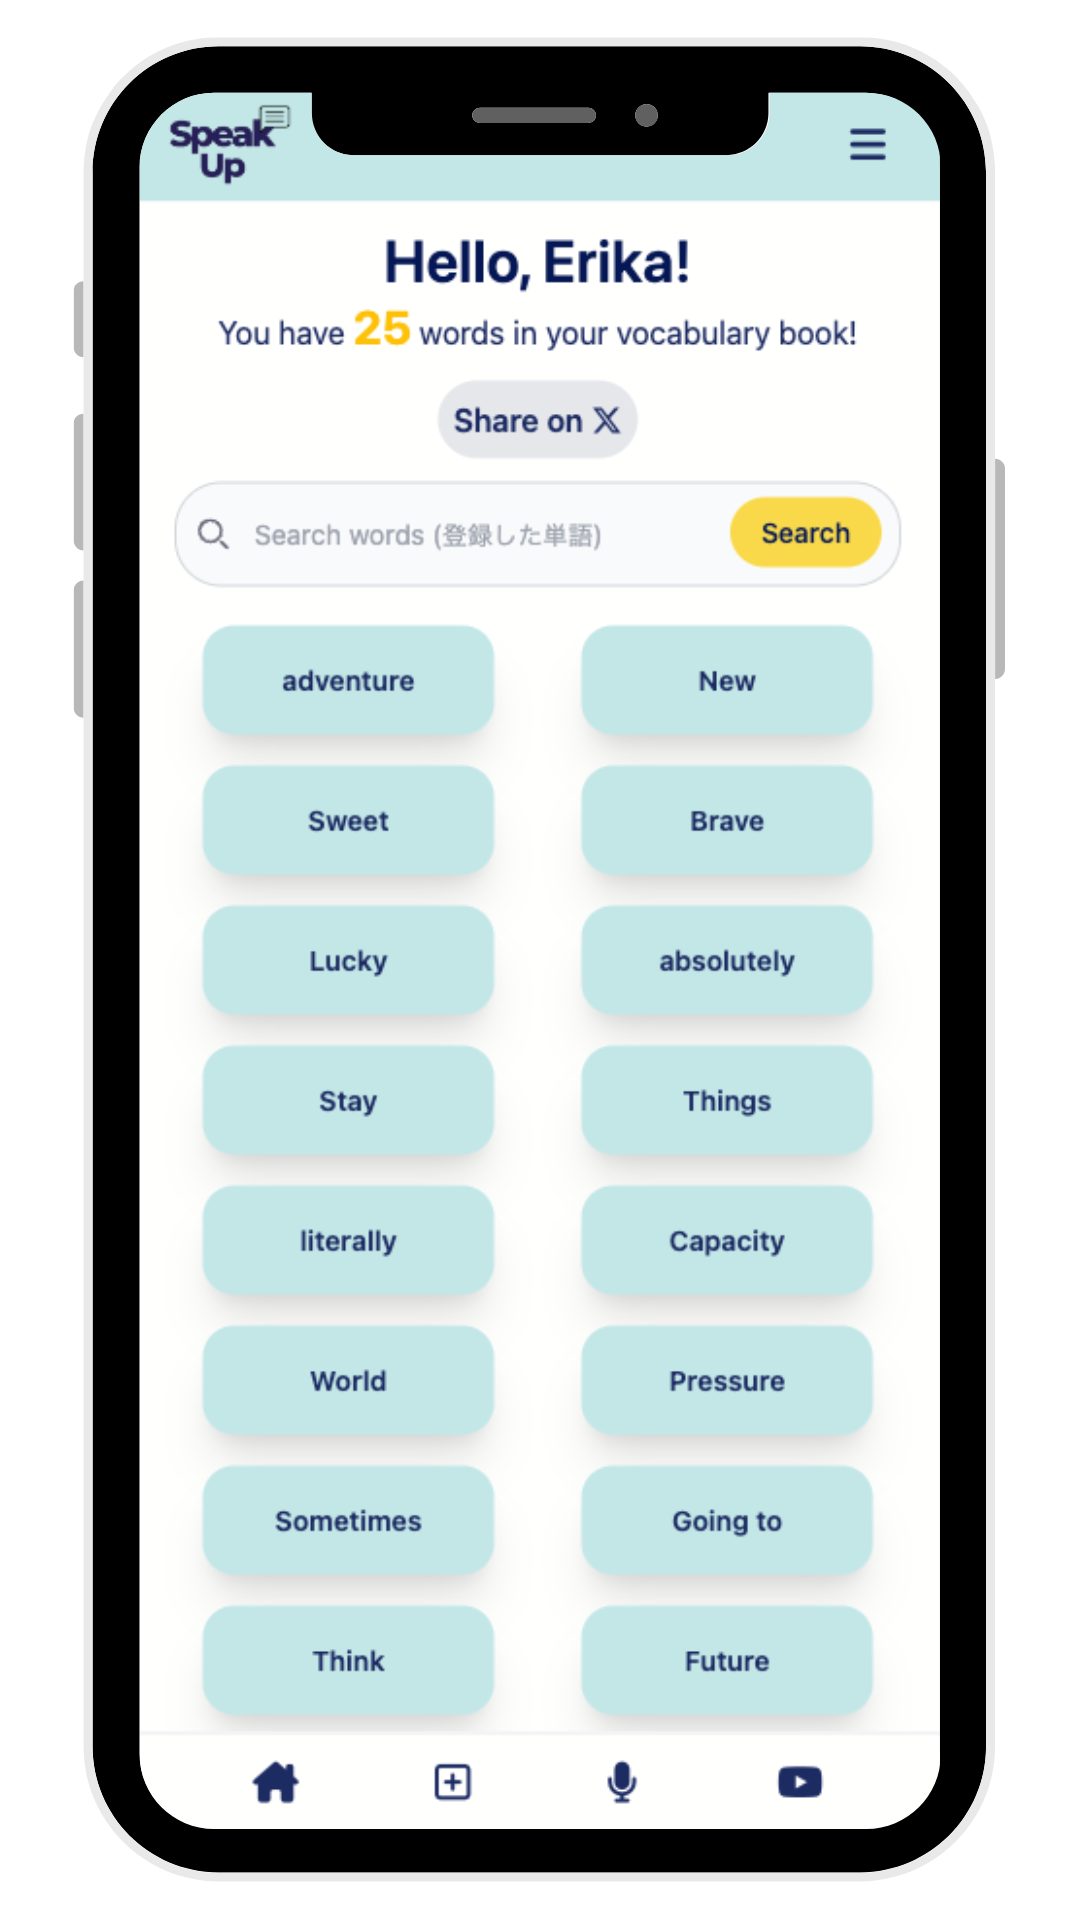 Speak
Up
Hello, Erika!
You have 25 words in your vocabulary book!
Share on X
Search words (登録した単語)
Search
adventure
New
Sweet
Brave
Lucky
absolutely
Stay
Things
literally
Capacity
World
Pressure
Sometimes
Going to
Think
Future